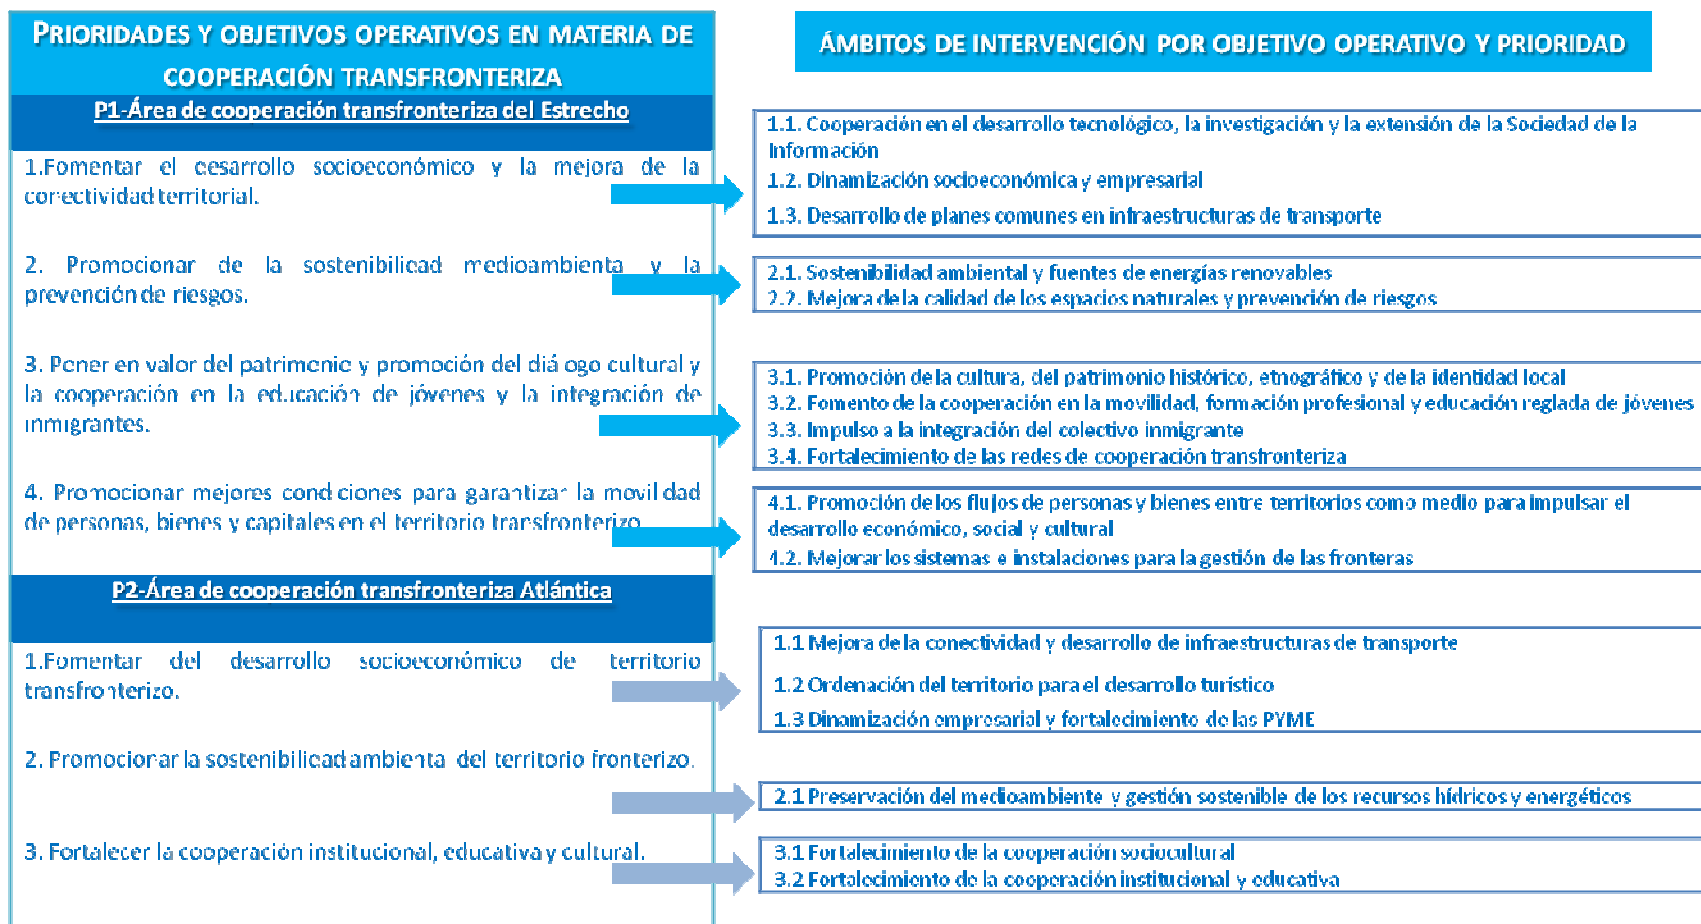 PRIORIDADES Y OBJETIVOS OPERATIVOS EN MATERIA DE
COOPERACIÓN TRANSFRONTERIZA
P1-Área de cooperación transfronteriza del Estrecho
1.Fomentar el desarrollo socioeconómico y la mejora de la
conectividad territorial.
2. Promocionar de la sostenibilidad medioambienta y la
prevención de riesgos.
3. Poner en valor del patrimonio y promoción del diálogo cultural y
la cooperación en la educación de jóvenes y la integración de
inmigrantes.
4. Promocionar mejores condiciones para garantizar la movilidad
de personas, bienes y capitales en el territorio transfronterizo
P2-Área de cooperación transfronteriza Atlántica
1.Fomentar del desarrollo socioeconómico de territorio
transfronterizo.
2. Promocionar la sostenibilidad ambienta del territorio fronterizo.
3. Fortalecer la cooperación institucional, educativa y cultural.
ÁMBITOS DE INTERVENCIÓN POR OBJETIVO OPERATIVO Y PRIORIDAD
1.1. Cooperación en el desarrollo tecnológico, la investigación y la extensión de la Sociedad de la
Información
1.2. Dinamización socioeconómica y empresarial
1.3. Desarrollo de planes comunes en infraestructuras de transporte
2.1. Sostenibilidad ambiental y fuentes de energías renovables
2.2. Mejora de la calidad de los espacios naturales y prevención de riesgos
3.1. Promoción de la cultura, del patrimonio histórico, etnográfico y de la identidad local
3.2. Fomento de la cooperación en la movilidad, formación profesional y educación reglada de jóvenes
3.3. Impulso a la integración del colectivo inmigrante
3.4. Fortalecimiento de las redes de cooperación transfronteriza
4.1. Promoción de los flujos de personas y bienes entre territorios como medio para impulsar el
desarrollo económico, social y cultural
4.2. Mejorar los sistemas e instalaciones para la gestión de las fronteras
1.1 Mejora de la conectividad y desarrollo de infraestructuras de transporte
1.2 Ordenación del territorio para el desarrollo turístico
1.3 Dinamización empresarial y fortalecimiento de las PYME
2.1 Preservación del medioambiente y gestión sostenible de los recursos hídricos y energéticos
3.1 Fortalecimiento de la cooperación sociocultural
3.2 Fortalecimiento de la cooperación institucional y educativa